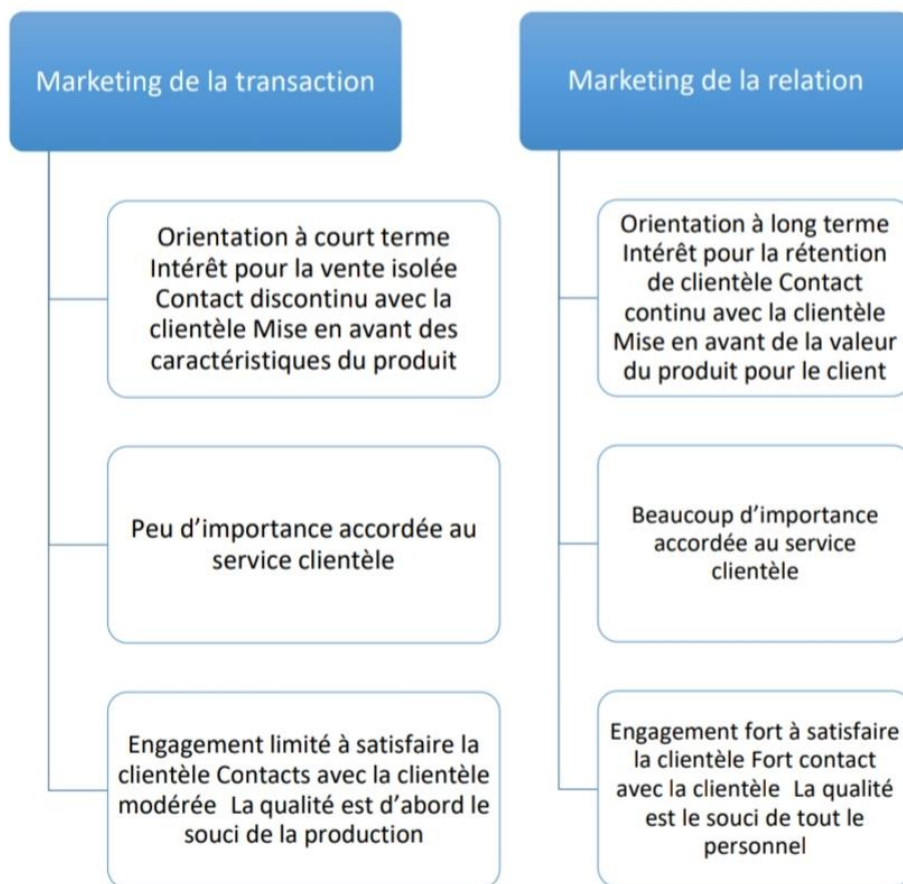 Marketing de la transaction
Orientation à court terme
Intérêt pour la vente isolée
Contact discontinu avec la
clientèle Mise en avant des
caractéristiques du produit
Peu d’importance accordée au
service clientèle
Engagement limité à satisfaire la
clientèle Contacts avec la clientèle
modérée  La qualité est d’abord le
souci de la production
Marketing de la relation
Orientation à long terme
Intérêt pour la rétention
de clientèle Contact
continu avec la clientèle
Mise en avant de la valeur
du produit pour le client
Beaucoup d’importance
accordée au service
clientèle
Engagement fort à satisfaire
la clientèle Fort contact
avec la clientèle  La qualité
est le souci de tout le
personnel